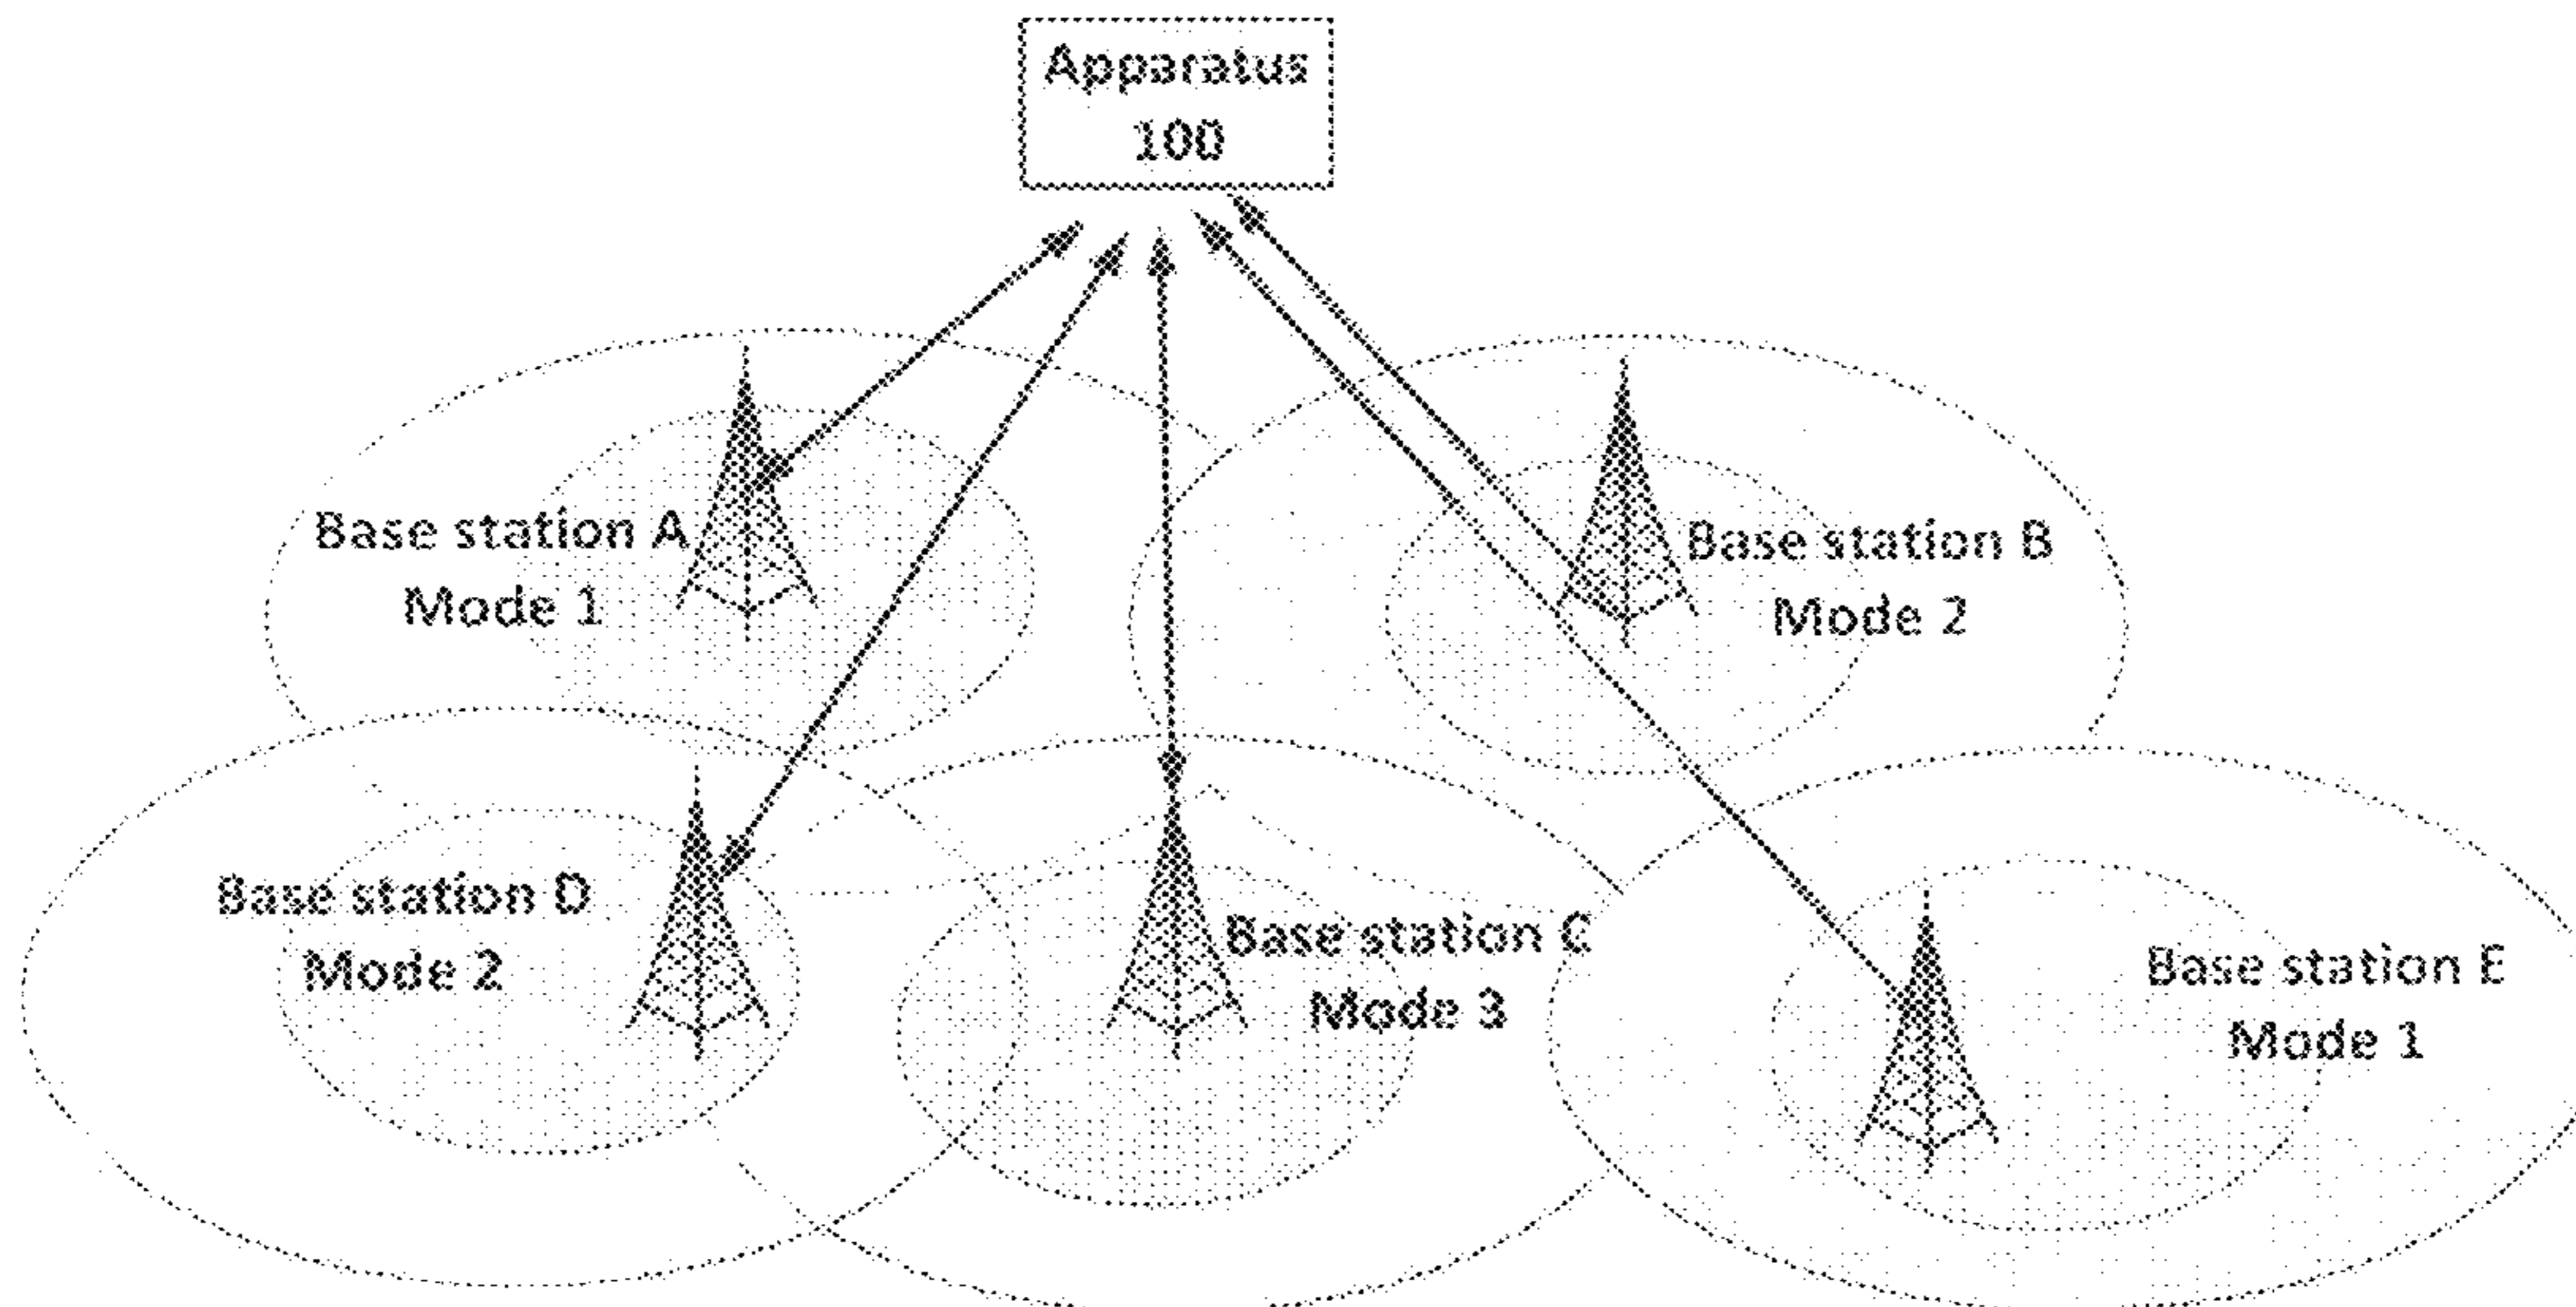 Apparatus
100
Base station A
Mode 1
Base station B
Mode 2
Base station D
Mode 2
Base station C
Mode 3
Base station E
Mode 1